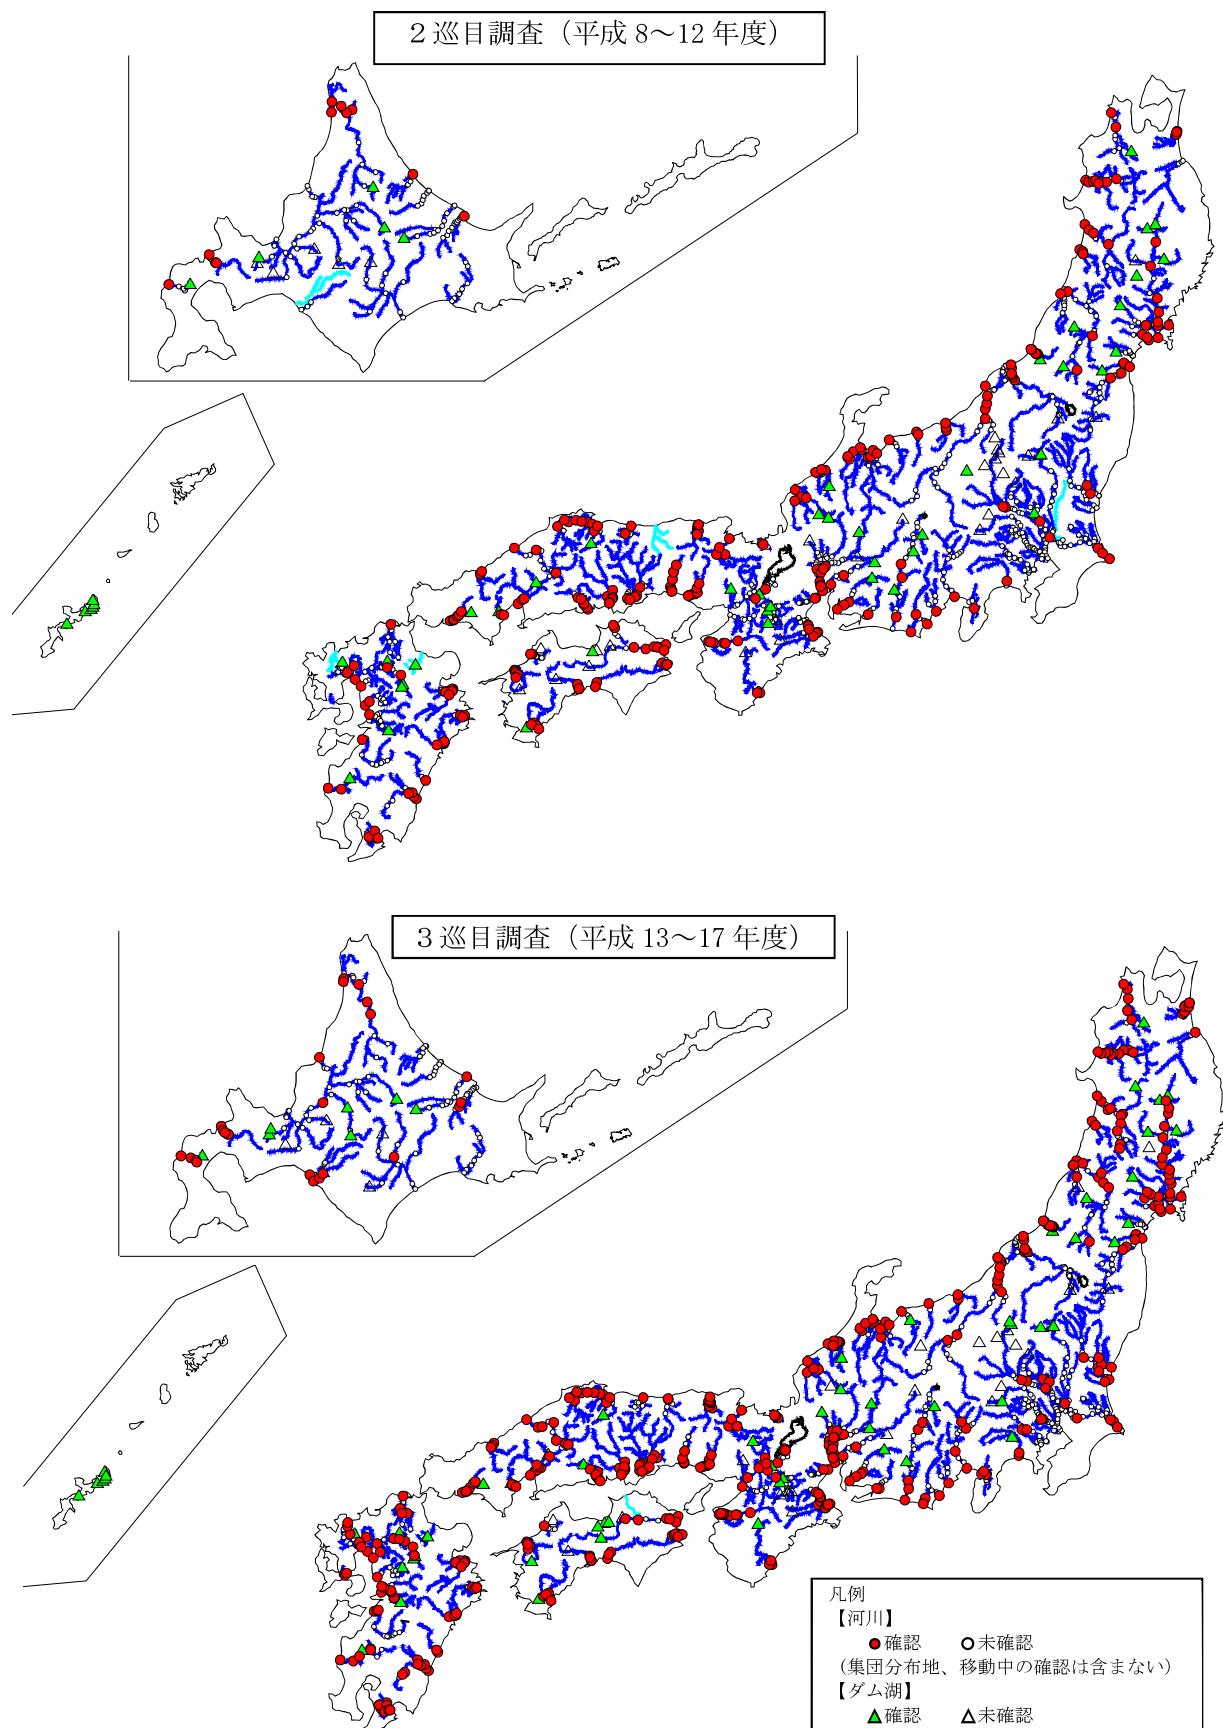 ２巡目調査（平成 8～12 年度）
３巡目調査（平成 13～17 年度）
凡例
【河川】
確認 未確認
（集団分布地、移動中の確認は含まない）
【ダム湖】
確認 未確認